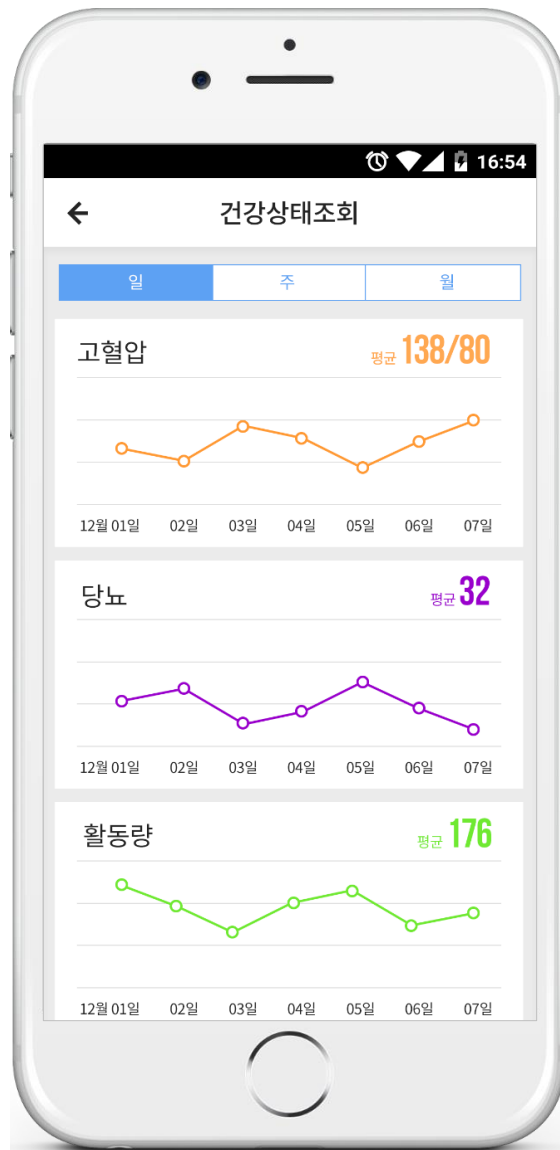 16:54
건강상태조회
일 주 월
고혈압 평균 138/80
12월 01일 02일 03일 04일 05일 06일 07일
당뇨 평균 32
12월 01일 02일 03일 04일 05일 06일 07일
활동량 평균 176
12월 01일 02일 03일 04일 05일 06일 07일